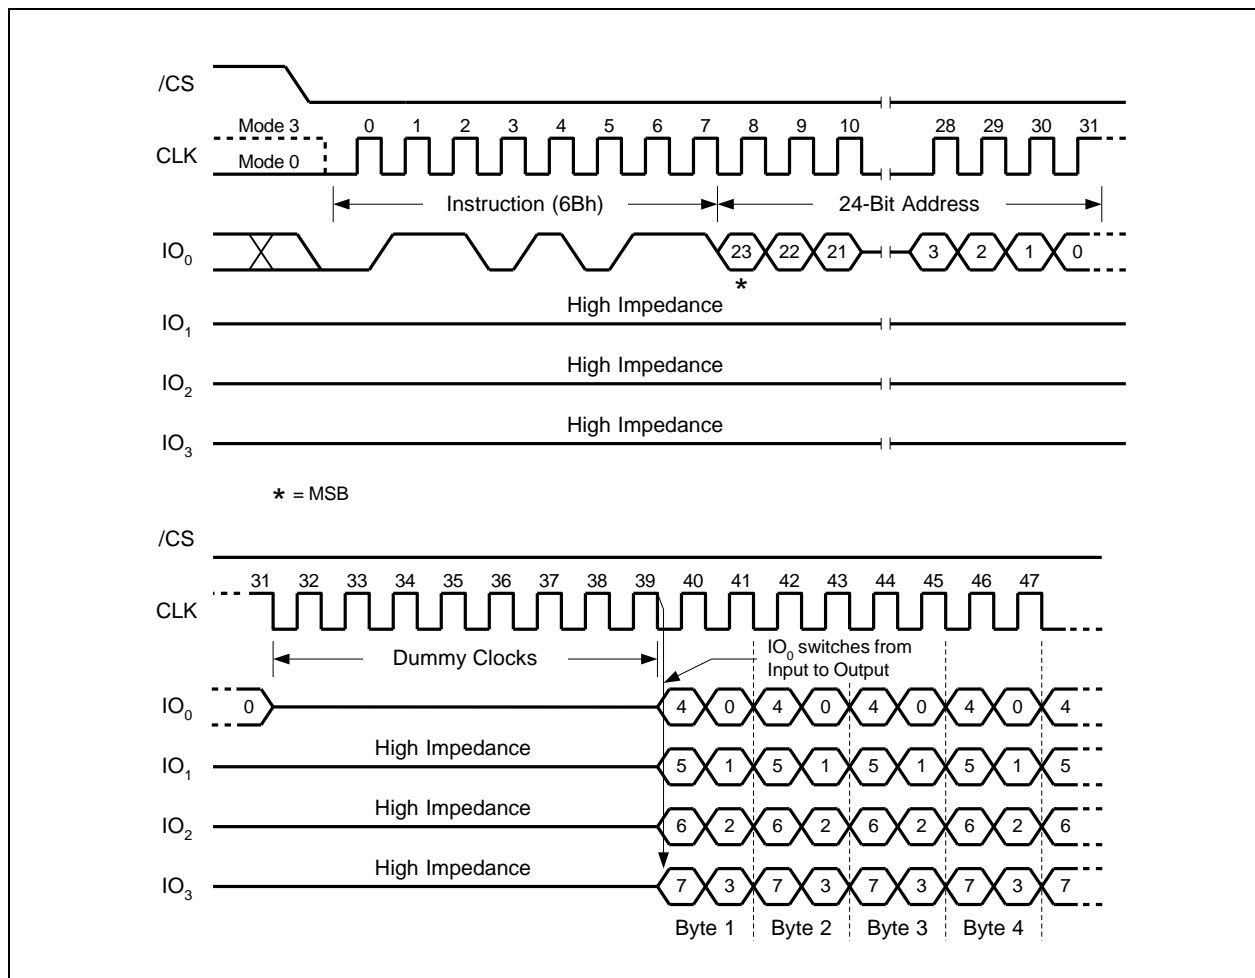 /CS
Mode 3 0 1 2 3 4 5 6 7 8 9 10 28 29 30 31
CLK Mode 0
Instruction (6Bh) 24-Bit Address
IO0 23 22 21 3 2 1 0
*
High Impedance
IO1
High Impedance
IO2
High Impedance
IO3
* = MSB
/CS
31 32 33 34 35 36 37 38 39 40 41 42 43 44 45 46 47
CLK
Dummy Clocks IO0 switches from
Input to Output
IO0 0 4 0 4 0 4 0 4 0 4
High Impedance
IO1 5 1 5 1 5 1 5 1 5
High Impedance
IO2 6 2 6 2 6 2 6 2 6
High Impedance
IO3 7 3 7 3 7 3 7 3 7
Byte 1 Byte 2 Byte 3 Byte 4